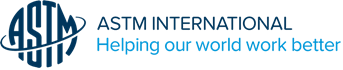 ASTM
ASTM INTERNATIONAL
Helping our world work better